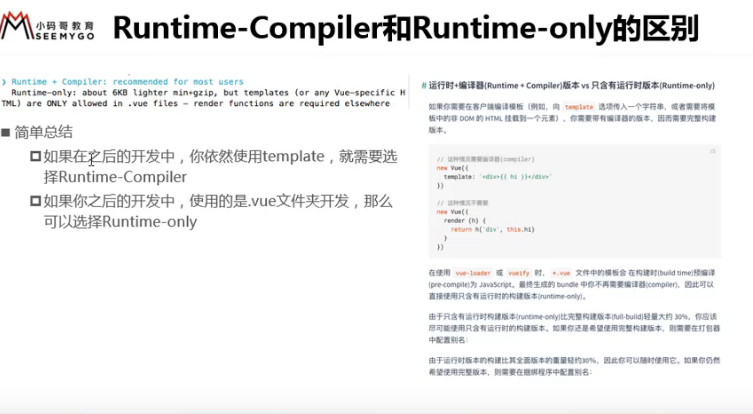 小码哥教育
SEEMYGO
Runtime-Compiler和Runtime-only的区别
❯ Runtime + Compiler: recommended for most users
Runtime-only: about 6KB lighter min+gzip, but templates (or any Vue-specific H
TML) are ONLY allowed in .vue files - render functions are required elsewhere
■ 简单总结
如果在之后的开发中，你依然使用template，就需要选
择Runtime-Compiler
如果你之后的开发中，使用的是.vue文件夹开发，那么
可以选择Runtime-only
# 运行时+编译器(Runtime + Compiler)版本 vs 只含有运行时版本(Runtime-only)
如果你需要在客户端编译模板（例如，向 template 选项传入一个字符串，或者需要将模
板中的非 DOM 的 HTML 挂载到一个元素），你需要带有编译器的版本，因而需要完整构建
版本。
JS
// 这种情况需要编译器(compiler)
new Vue({
template: '<div>{{ hi }}</div>'
})
// 这种情况不需要
new Vue({
render (h) {
return h('div', this.hi)
}
})
在使用 vue-loader 或 vueify 时，*.vue 文件中的模板会 在构建时(build time)预编译
(pre-compile)为 JavaScript。最终生成的 bundle 中你不再需要编译器(compiler)，因此可以
直接使用只含有运行时的构建版本(runtime-only)。
由于只含有运行时构建版本(runtime-only)比完整构建版本(full-build)轻量大约 30%，你应该
尽可能使用只含有运行时的构建版本。如果你还是希望使用完整构建版本，则需要在打包器
中配置别名：
由于运行时版本的构建比其全面版本的重量轻约30%，因此你可以随时使用它。如果你仍然
希望使用完整版本，则需要在捆绑程序中配置别名：